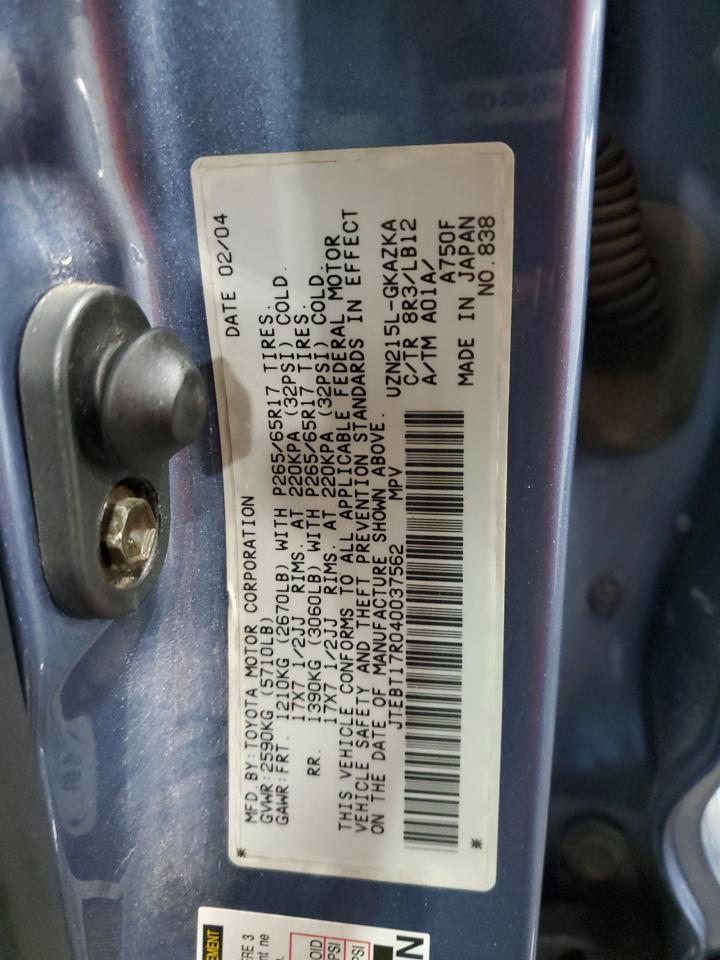 MFD. BY: TOYOTA MOTOR CORPORATION DATE 02/04
GVWR: 2590KG (5710LB)
GAWR: FRT. 1210KG (2670LB) WITH P265/65R17 TIRES.
17X7 1/2JJ RIMS. AT 220KPA (32PSI) COLD.
RR. 1390KG (3060LB) WITH P265/65R17 TIRES.
17X7 1/2JJ RIMS. AT 220KPA (32PSI) COLD.
THIS VEHICLE CONFORMS TO ALL APPLICABLE FEDERAL MOTOR
VEHICLE SAFETY AND THEFT PREVENTION STANDARDS IN EFFECT
ON THE DATE OF MANUFACTURE SHOWN ABOVE.
JTEBT17R040037562 MPV
UZN215L-GKAZKA
C/TR 8R3/LB12
A/TM A01A/
A750F
MADE IN JAPAN
NO. 838